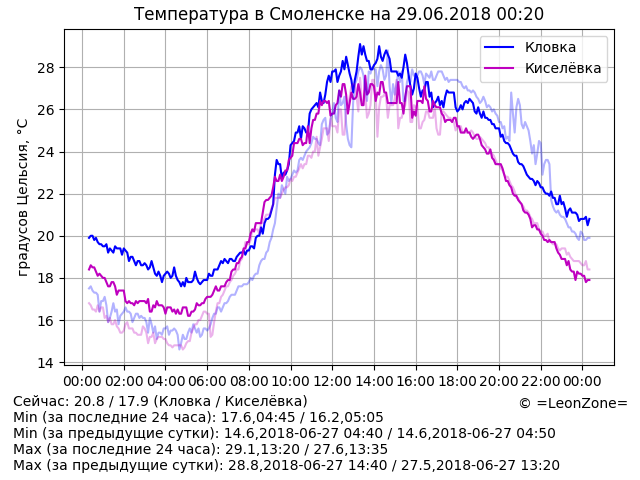 Температура в Смоленске на 29.06.2018 00:20
Кловка
Киселёвка
градусов Цельсия, °C
28
26
24
22
20
18
16
14
00:00 02:00 04:00 06:00 08:00 10:00 12:00 14:00 16:00 18:00 20:00 22:00 00:00
Сейчас: 20.8 / 17.9 (Кловка / Киселёвка)
© =LeonZone=
Min (за последние 24 часа): 17.6,04:45 / 16.2,05:05
Min (за предыдущие сутки): 14.6,2018-06-27 04:40 / 14.6,2018-06-27 04:50
Max (за последние 24 часа): 29.1,13:20 / 27.6,13:35
Max (за предыдущие сутки): 28.8,2018-06-27 14:40 / 27.5,2018-06-27 13:20